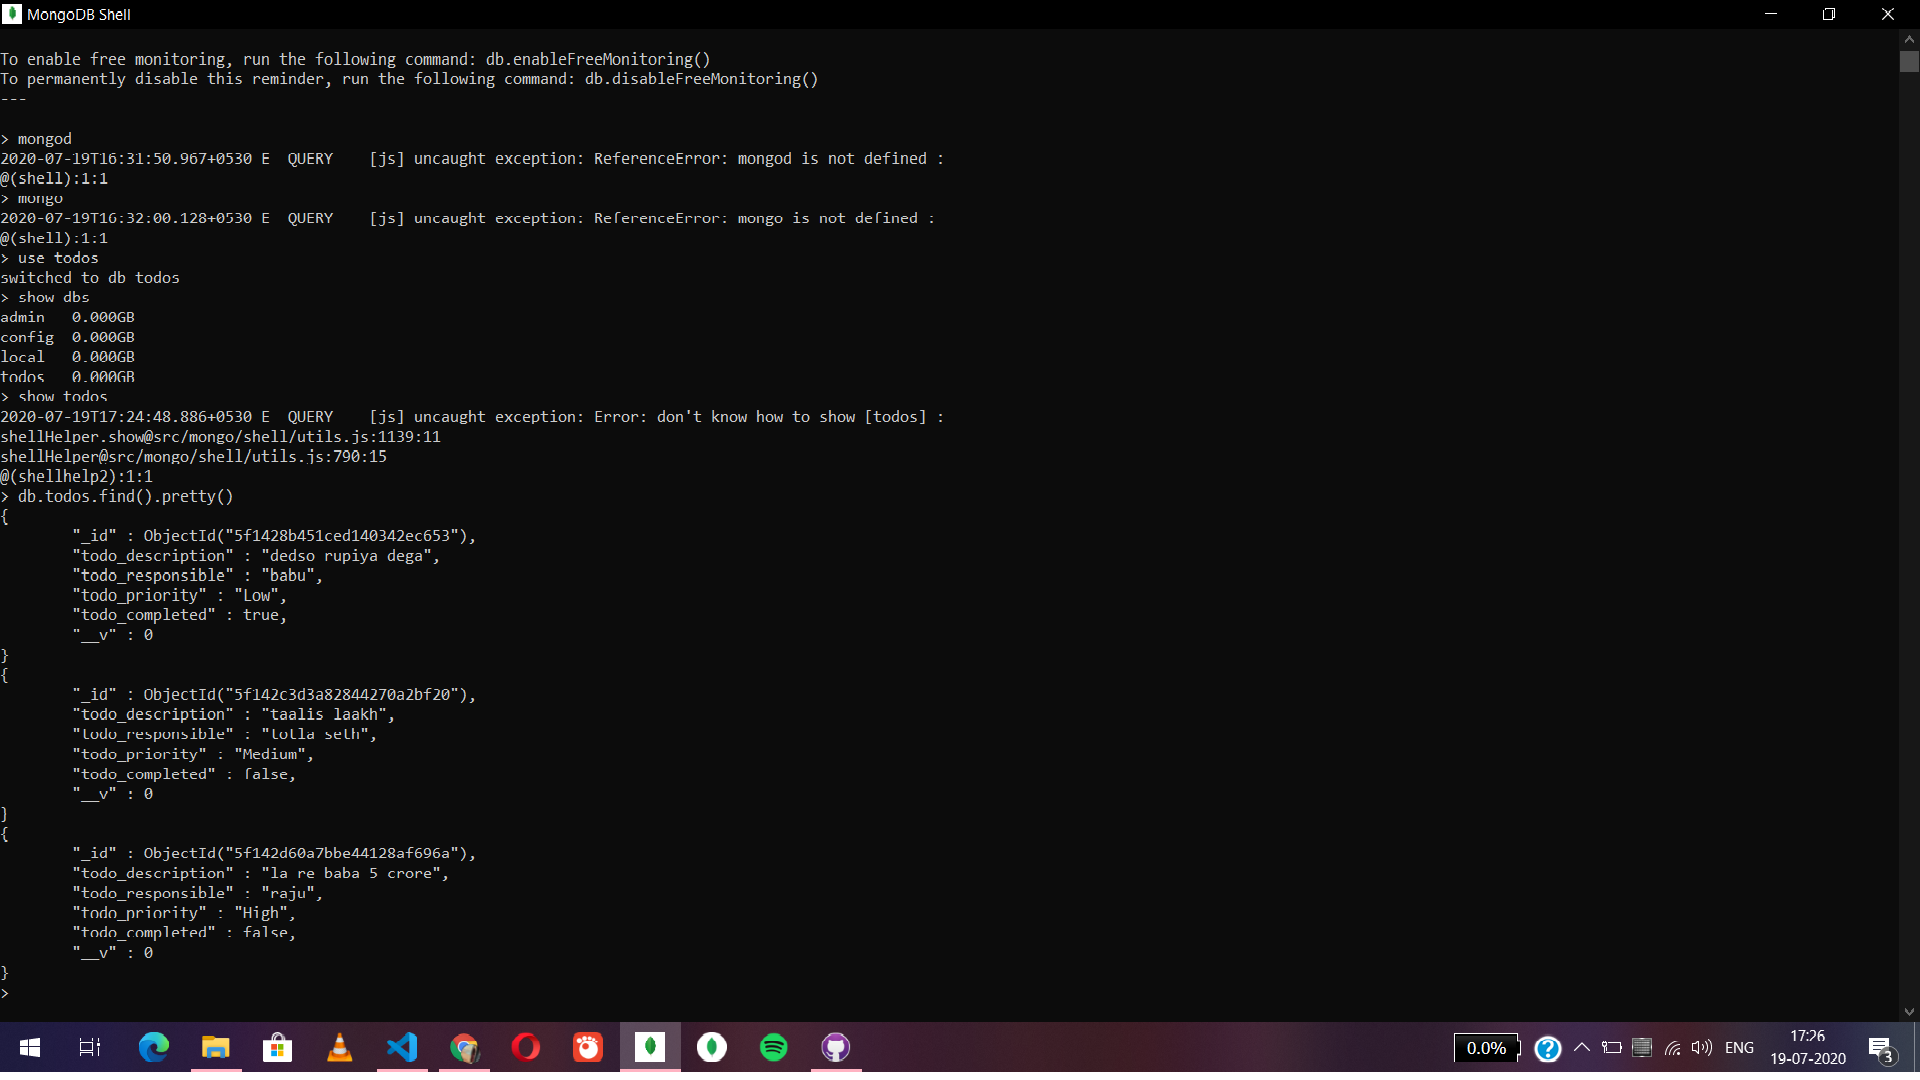 MongoDB Shell
To enable free monitoring, run the following command: db.enableFreeMonitoring()
To permanently disable this reminder, run the following command: db.disableFreeMonitoring()
---
> mongod
2020-07-19T16:31:50.967+0530 E  QUERY    [js] uncaught exception: ReferenceError: mongod is not defined :
@(shell):1:1
> mongo
2020-07-19T16:32:00.128+0530 E  QUERY    [js] uncaught exception: ReferenceError: mongo is not defined :
@(shell):1:1
> use todos
switched to db todos
> show dbs
admin   0.000GB
config  0.000GB
local   0.000GB
todos   0.000GB
> show todos
2020-07-19T17:24:48.886+0530 E  QUERY    [js] uncaught exception: Error: don't know how to show [todos] :
shellHelper.show@src/mongo/shell/utils.js:1139:11
shellHelper@src/mongo/shell/utils.js:790:15
@(shellhelp2):1:1
> db.todos.find().pretty()
{
        "_id" : ObjectId("5f1428b451ced140342ec653"),
        "todo_description" : "dedso rupiya dega",
        "todo_responsible" : "babu",
        "todo_priority" : "Low",
        "todo_completed" : true,
        "__v" : 0
}
{
        "_id" : ObjectId("5f142c3d3a82844270a2bf20"),
        "todo_description" : "taalis laakh",
        "todo_responsible" : "totla seth",
        "todo_priority" : "Medium",
        "todo_completed" : false,
        "__v" : 0
}
{
        "_id" : ObjectId("5f142d60a7bbe44128af696a"),
        "todo_description" : "la re baba 5 crore",
        "todo_responsible" : "raju",
        "todo_priority" : "High",
        "todo_completed" : false,
        "__v" : 0
}
>
0.0%
ENG
17:26
19-07-2020
3